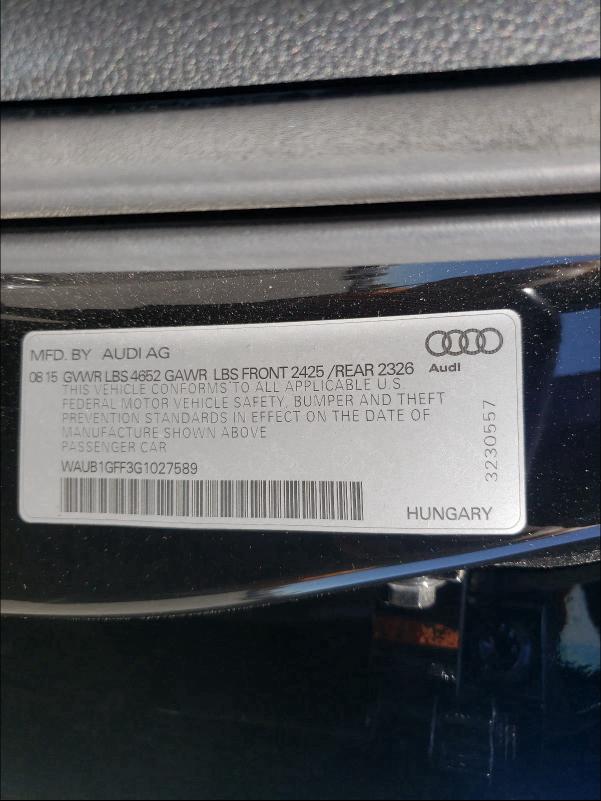 MFD. BY AUDI AG
08 15 GVWR LBS 4652 GAWR LBS FRONT 2425 /REAR 2326
Audi
THIS VEHICLE CONFORMS TO ALL APPLICABLE U.S
FEDERAL MOTOR VEHICLE SAFETY, BUMPER AND THEFT
PREVENTION STANDARDS IN EFFECT ON THE DATE OF
MANUFACTURE SHOWN ABOVE
PASSENGER CAR
WAUB1GFF3G1027589
HUNGARY
3230557